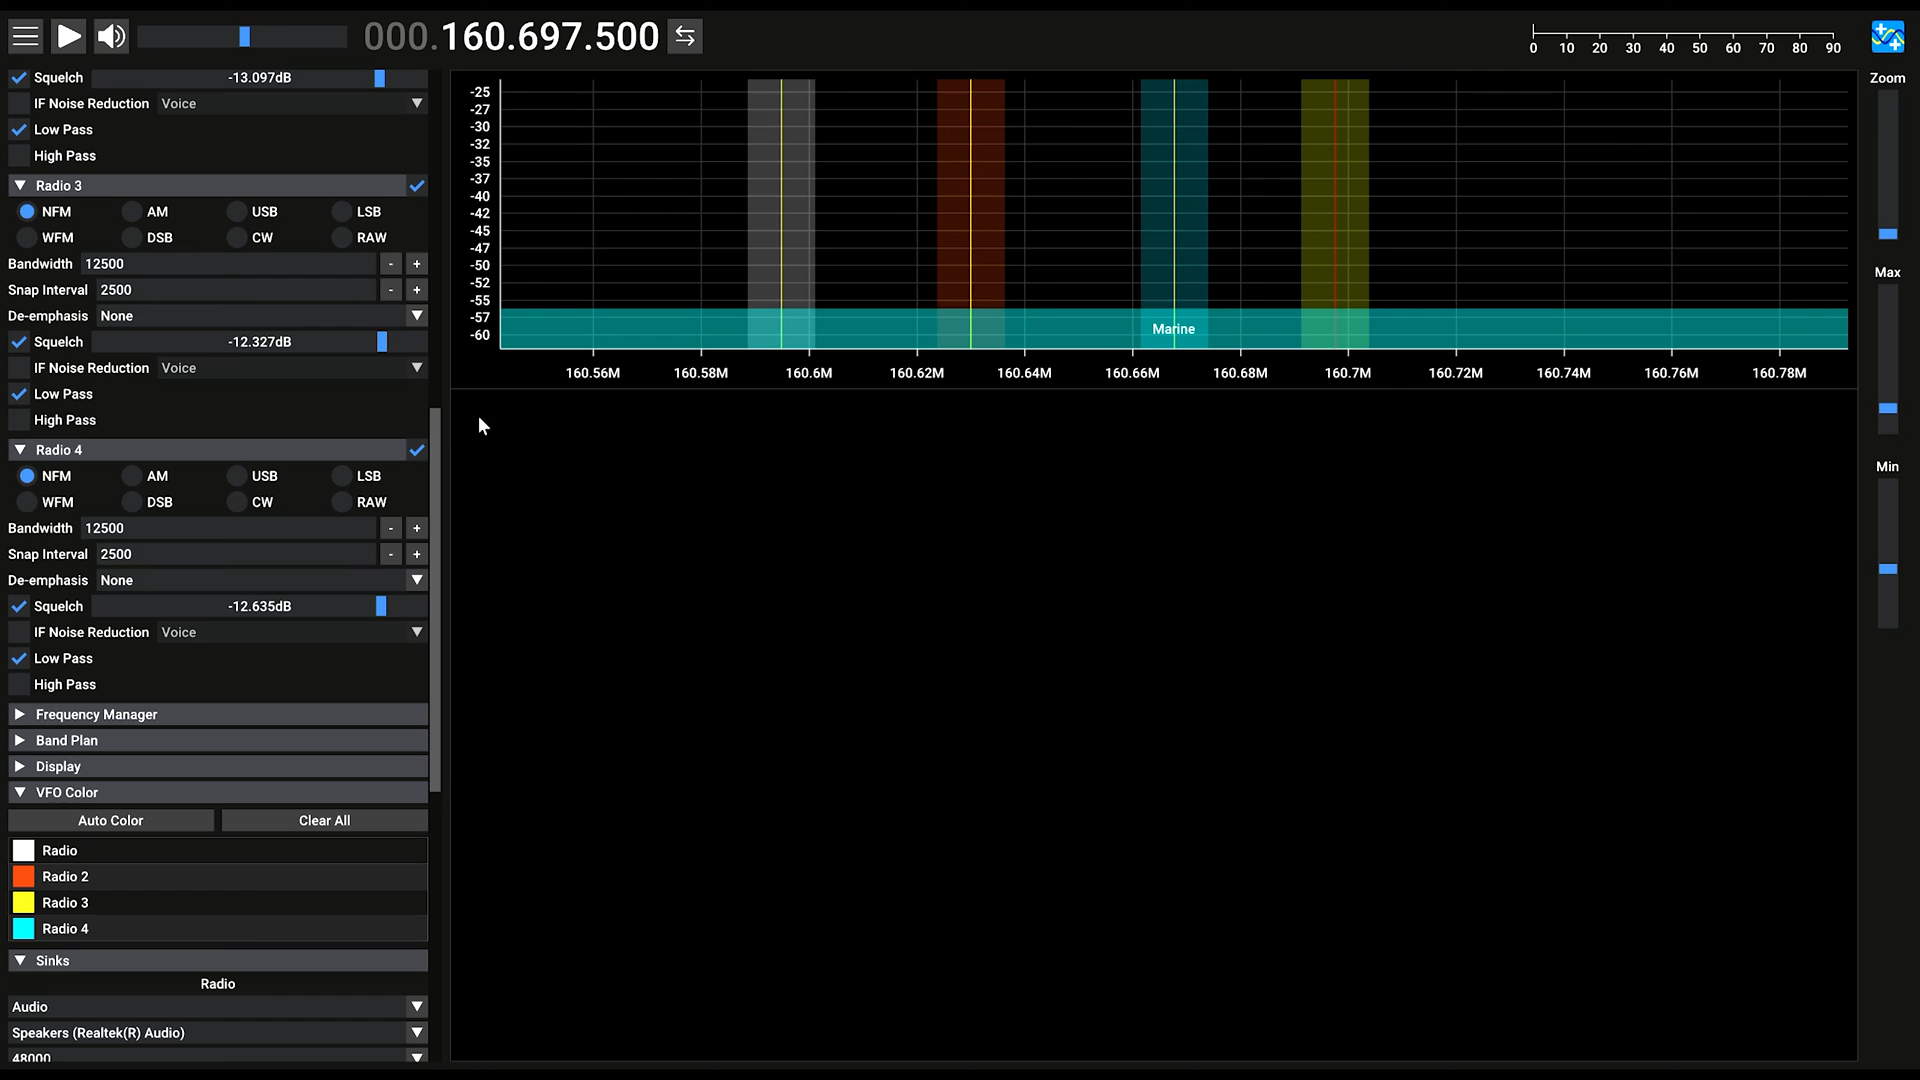 000.160.697.500
0 10 20 30 40 50 60 70 80 90
Squelch -13.097dB
IF Noise Reduction Voice
Low Pass
High Pass
Radio 3
NFM AM USB LSB
WFM DSB CW RAW
Bandwidth 12500 - +
Snap Interval 2500 - +
De-emphasis None
Squelch -12.327dB
IF Noise Reduction Voice
Low Pass
High Pass
Radio 4
NFM AM USB LSB
WFM DSB CW RAW
Bandwidth 12500 - +
Snap Interval 2500 - +
De-emphasis None
Squelch -12.635dB
IF Noise Reduction Voice
Low Pass
High Pass
Frequency Manager
Band Plan
Display
VFO Color
Auto Color Clear All
Radio
Radio 2
Radio 3
Radio 4
Sinks
Radio
Audio
Speakers (Realtek(R) Audio)
48000
-25
-27
-30
-32
-35
-37
-40
-42
-45
-47
-50
-52
-55
-57
-60
Marine
160.56M 160.58M 160.6M 160.62M 160.64M 160.66M 160.68M 160.7M 160.72M 160.74M 160.76M 160.78M
Zoom
Max
Min